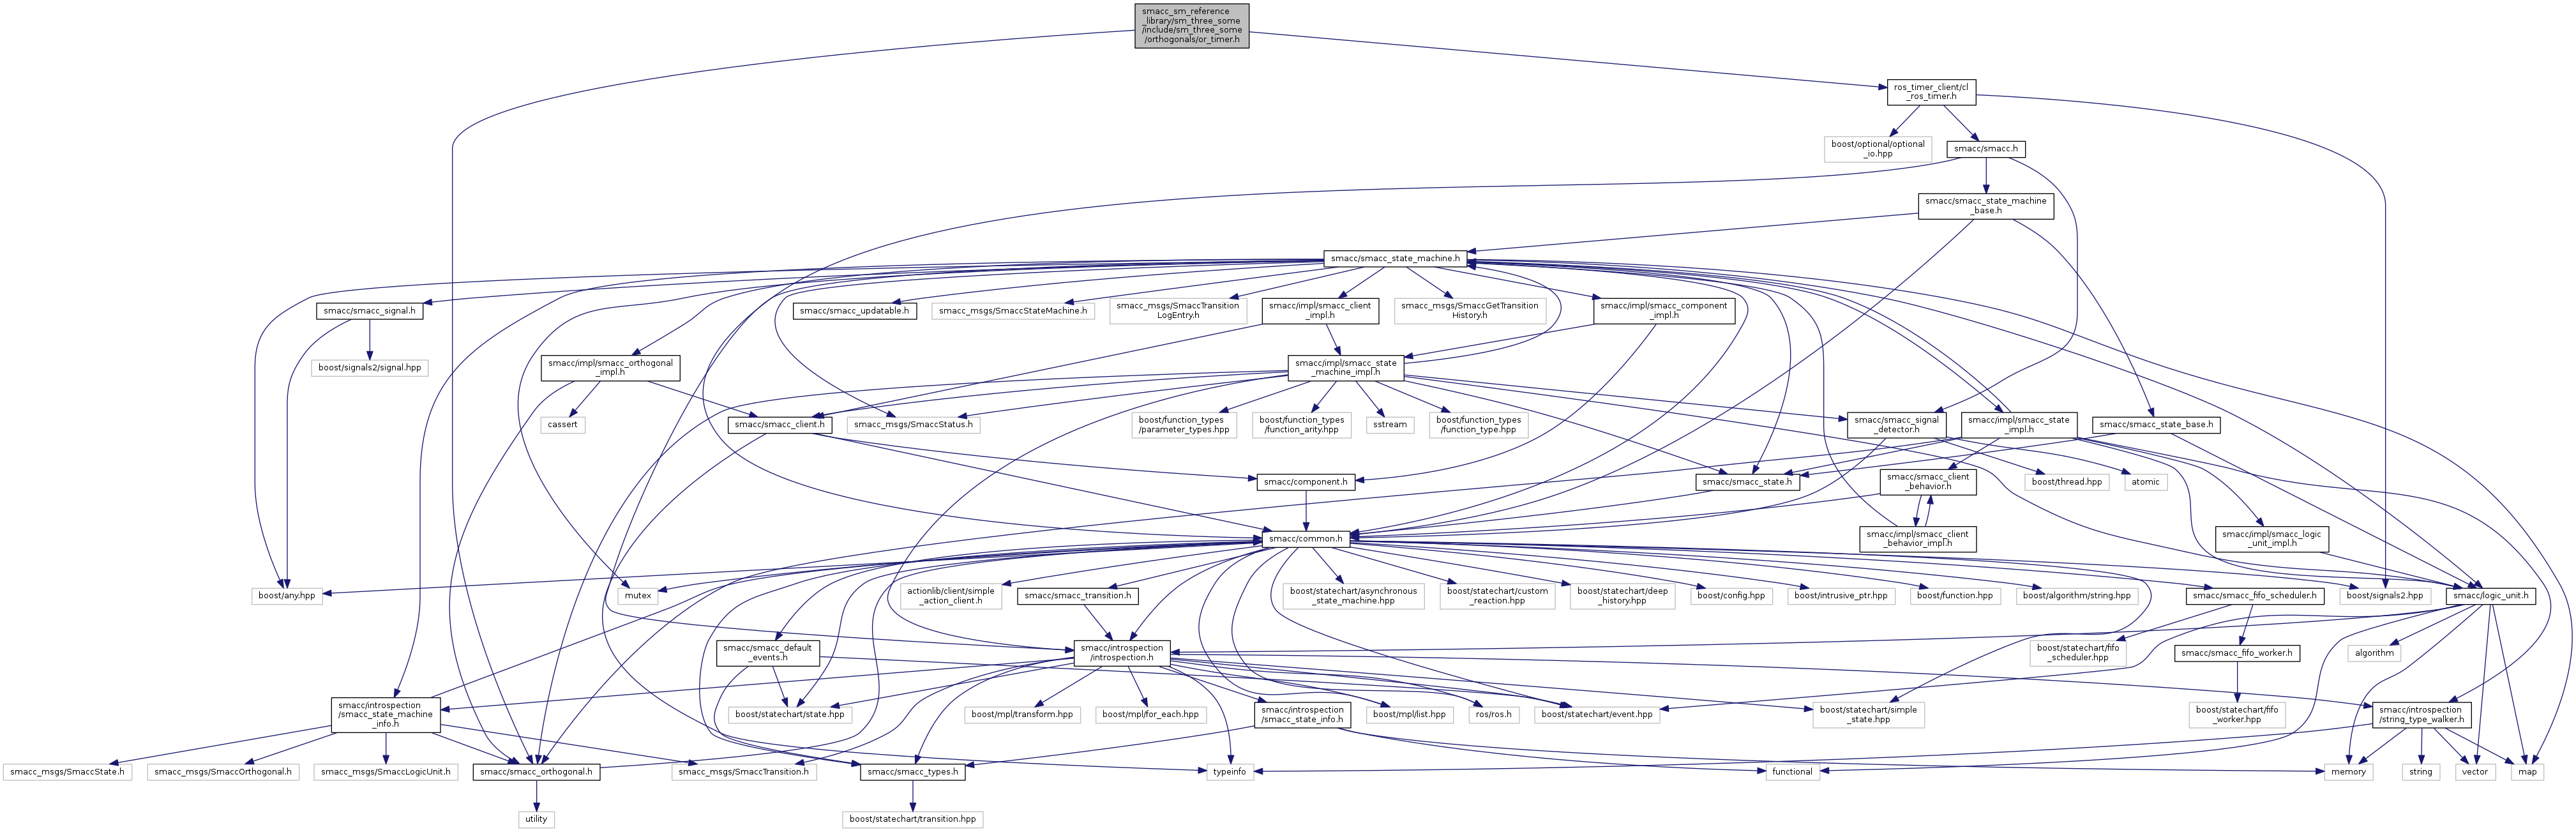 smacc_sm_reference
_library/sm_three_some
/include/sm_three_some
/orthogonals/or_timer.h
ros_timer_client/cl
_ros_timer.h
boost/optional/optional
_io.hpp
smacc/smacc.h
smacc/smacc_state_machine
_base.h
smacc/smacc_state_machine.h
smacc/smacc_signal.h
smacc/smacc_updatable.h
smacc_msgs/SmaccStateMachine.h
smacc_msgs/SmaccTransition
LogEntry.h
smacc/impl/smacc_client
_impl.h
smacc_msgs/SmaccGetTransition
History.h
smacc/impl/smacc_component
_impl.h
boost/signals2/signal.hpp
smacc/impl/smacc_orthogonal
_impl.h
smacc/impl/smacc_state
_machine_impl.h
cassert
smacc/smacc_client.h
smacc_msgs/SmaccStatus.h
boost/function_types
/parameter_types.hpp
boost/function_types
/function_arity.hpp
sstream
boost/function_types
/function_type.hpp
smacc/smacc_signal
_detector.h
smacc/impl/smacc_state
_impl.h
smacc/smacc_state_base.h
smacc/component.h
smacc/smacc_state.h
smacc/smacc_client
_behavior.h
boost/thread.hpp
atomic
smacc/common.h
smacc/impl/smacc_client
_behavior_impl.h
smacc/impl/smacc_logic
_unit_impl.h
boost/any.hpp
mutex
actionlib/client/simple
_action_client.h
smacc/smacc_transition.h
boost/statechart/asynchronous
_state_machine.hpp
boost/statechart/custom
_reaction.hpp
boost/statechart/deep
_history.hpp
boost/config.hpp
boost/intrusive_ptr.hpp
boost/function.hpp
boost/algorithm/string.hpp
smacc/smacc_fifo_scheduler.h
boost/signals2.hpp
smacc/logic_unit.h
smacc/smacc_default
_events.h
smacc/introspection
/introspection.h
boost/statechart/fifo
_scheduler.hpp
smacc/smacc_fifo_worker.h
algorithm
smacc/introspection
/smacc_state_machine
_info.h
boost/statechart/state.hpp
boost/mpl/transform.hpp
boost/mpl/for_each.hpp
smacc/introspection
/smacc_state_info.h
boost/mpl/list.hpp
ros/ros.h
boost/statechart/event.hpp
boost/statechart/simple
_state.hpp
boost/statechart/fifo
_worker.hpp
smacc/introspection
/string_type_walker.h
smacc_msgs/SmaccState.h
smacc_msgs/SmaccOrthogonal.h
smacc_msgs/SmaccLogicUnit.h
smacc/smacc_orthogonal.h
smacc_msgs/SmaccTransition.h
smacc/smacc_types.h
typeinfo
functional
memory
string
vector
map
utility
boost/statechart/transition.hpp